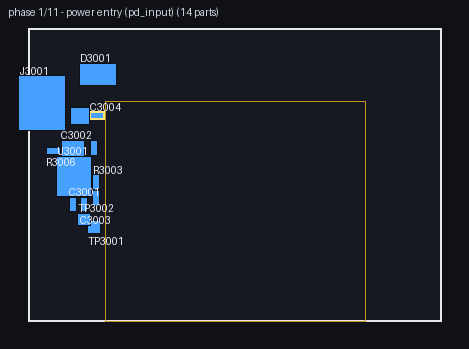 phase 1/11 - power entry (pd_input) (14 parts)
D3001
J3001
C3004
C3002
U3001
R3006
R3003
C3001
TP3002
C3003
TP3001